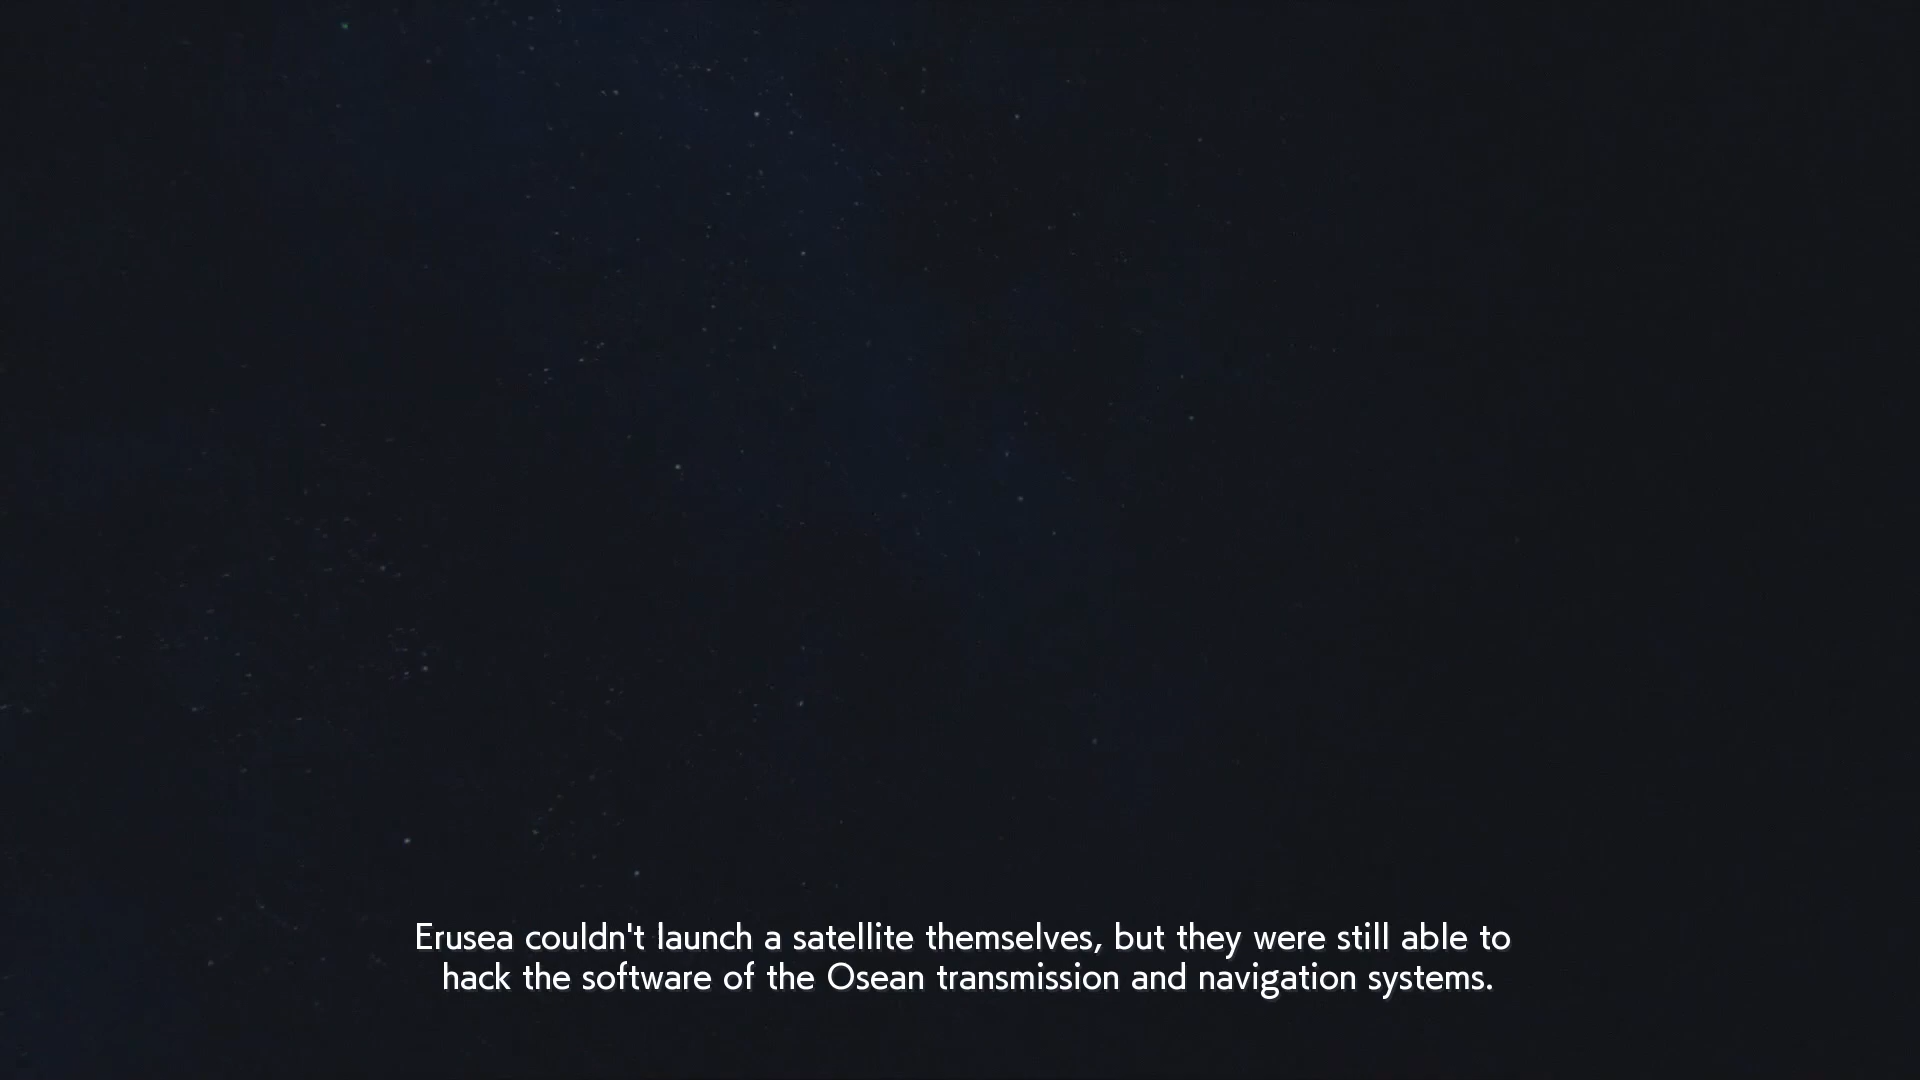 Erusea couldn't launch a satellite themselves, but they were still able to
hack the software of the Osean transmission and navigation systems.